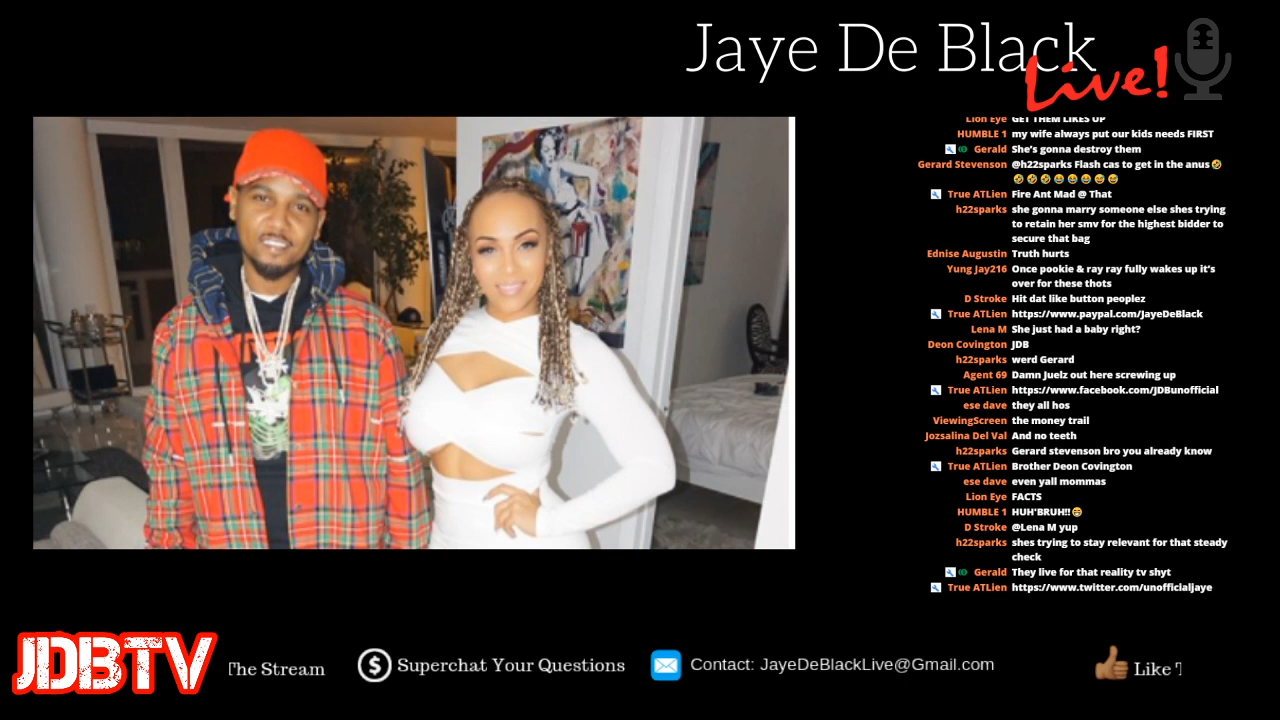 Jaye De Black
Live!
Lion Eye GET THEM LIKES UP
HUMBLE 1 my wife always put our kids needs FIRST
Gerald She's gonna destroy them
Gerard Stevenson @h22sparks Flash cas to get in the anus🤣
🤣🤣🤣😂😂😂😅😅
True ATLien Fire Ant Mad @ That
h22sparks she gonna marry someone else shes trying
to retain her smv for the highest bidder to
secure that bag
Ednise Augustin Truth hurts
Yung Jay216 Once pookie & ray ray fully wakes up it's
over for these thots
D Stroke Hit dat like button peoplez
True ATLien https://www.paypal.com/JayeDeBlack
Lena M She just had a baby right?
Deon Covington JDB
h22sparks werd Gerard
Agent 69 Damn Juelz out here screwing up
True ATLien https://www.facebook.com/JDBunofficial
ese dave they all hos
ViewingScreen the money trail
Jozsalina Del Val And no teeth
h22sparks Gerard stevenson bro you already know
True ATLien Brother Deon Covington
ese dave even yall mommas
Lion Eye FACTS
HUMBLE 1 HUH'BRUH!!😁
D Stroke @Lena M yup
h22sparks shes trying to stay relevant for that steady
check
Gerald They live for that reality tv shyt
True ATLien https://www.twitter.com/unofficialjaye
JDBTV
The Stream
$ Superchat Your Questions
Contact: JayeDeBlackLive@Gmail.com
Like